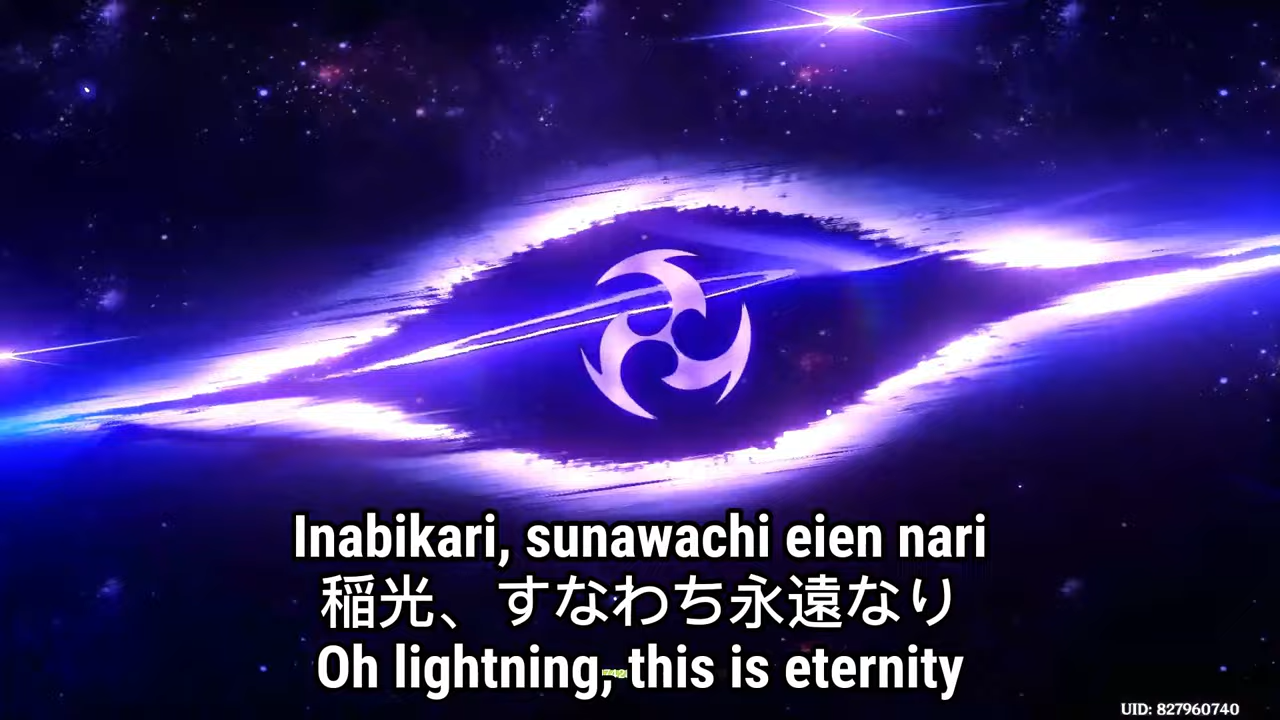 Inabikari, sunawachi eien nari
稲光、すなわち永遠なり
Oh lightning, this is eternity
UID: 827960740